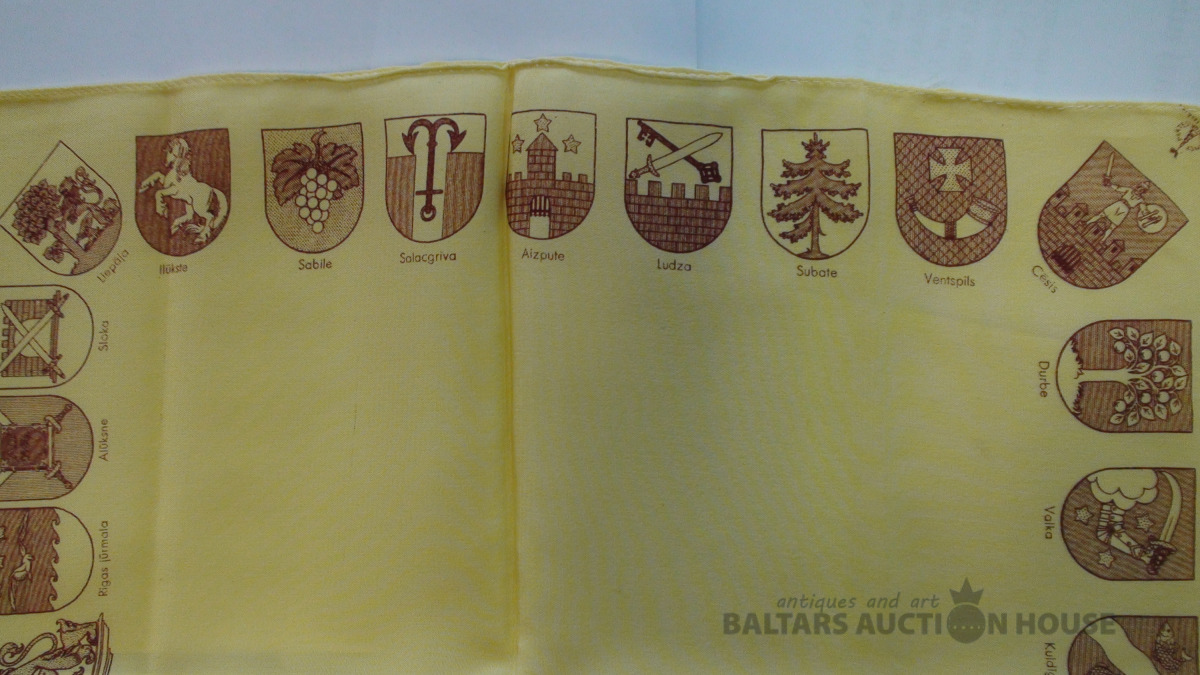 Liepāja
Ilūkste
Sabile
Salacgrīva
Aizpute
Ludza
Subate
Ventspils
Cēsis
Sloka
Alūksne
Rīgas jūrmala
Durbe
Valka
antiques and art
BALTARS AUCTION HOUSE